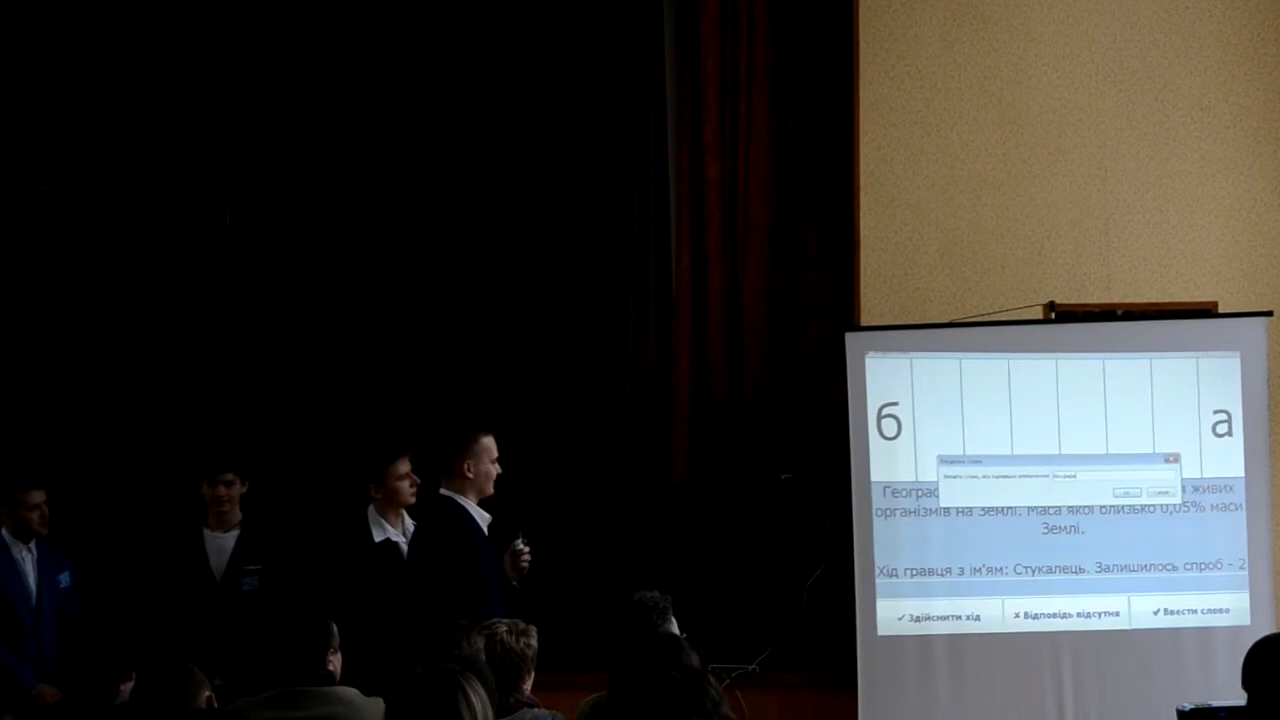 б а
Географ живих
організмів на Землі. Маса якої близько 0,05% маси
Землі.
Хід гравця з ім'ям: Стукалець. Залишилось спроб - 2
Здійснити хід Відповідь відсутня Ввести слово